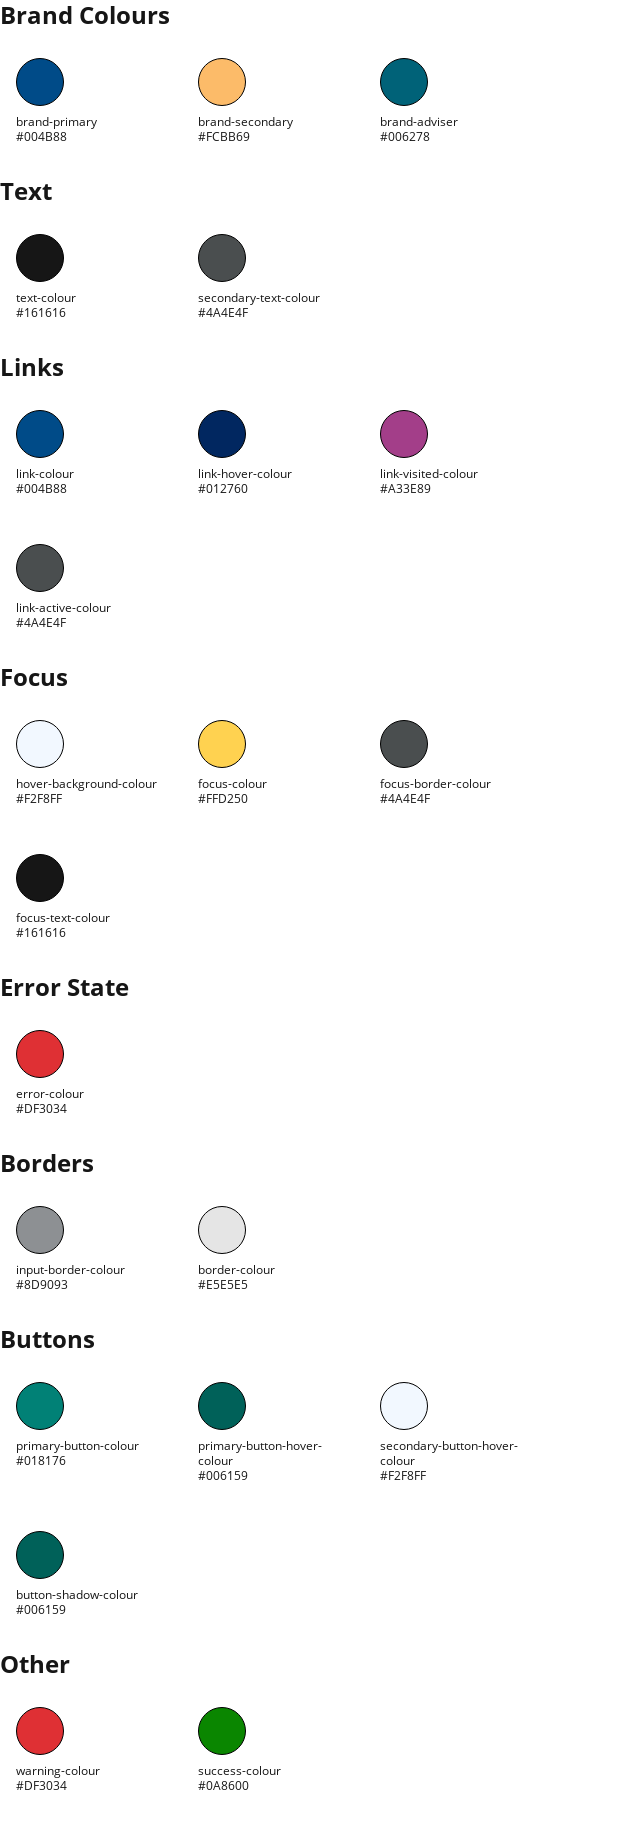 Brand Colours
brand-primary
#004B88
brand-secondary
#FCBB69
brand-adviser
#006278
Text
text-colour
#161616
secondary-text-colour
#4A4E4F
Links
link-colour
#004B88
link-hover-colour
#012760
link-visited-colour
#A33E89
link-active-colour
#4A4E4F
Focus
hover-background-colour
#F2F8FF
focus-colour
#FFD250
focus-border-colour
#4A4E4F
focus-text-colour
#161616
Error State
error-colour
#DF3034
Borders
input-border-colour
#8D9093
border-colour
#E5E5E5
Buttons
primary-button-colour
#018176
primary-button-hover-
colour
#006159
secondary-button-hover-
colour
#F2F8FF
button-shadow-colour
#006159
Other
warning-colour
#DF3034
success-colour
#0A8600